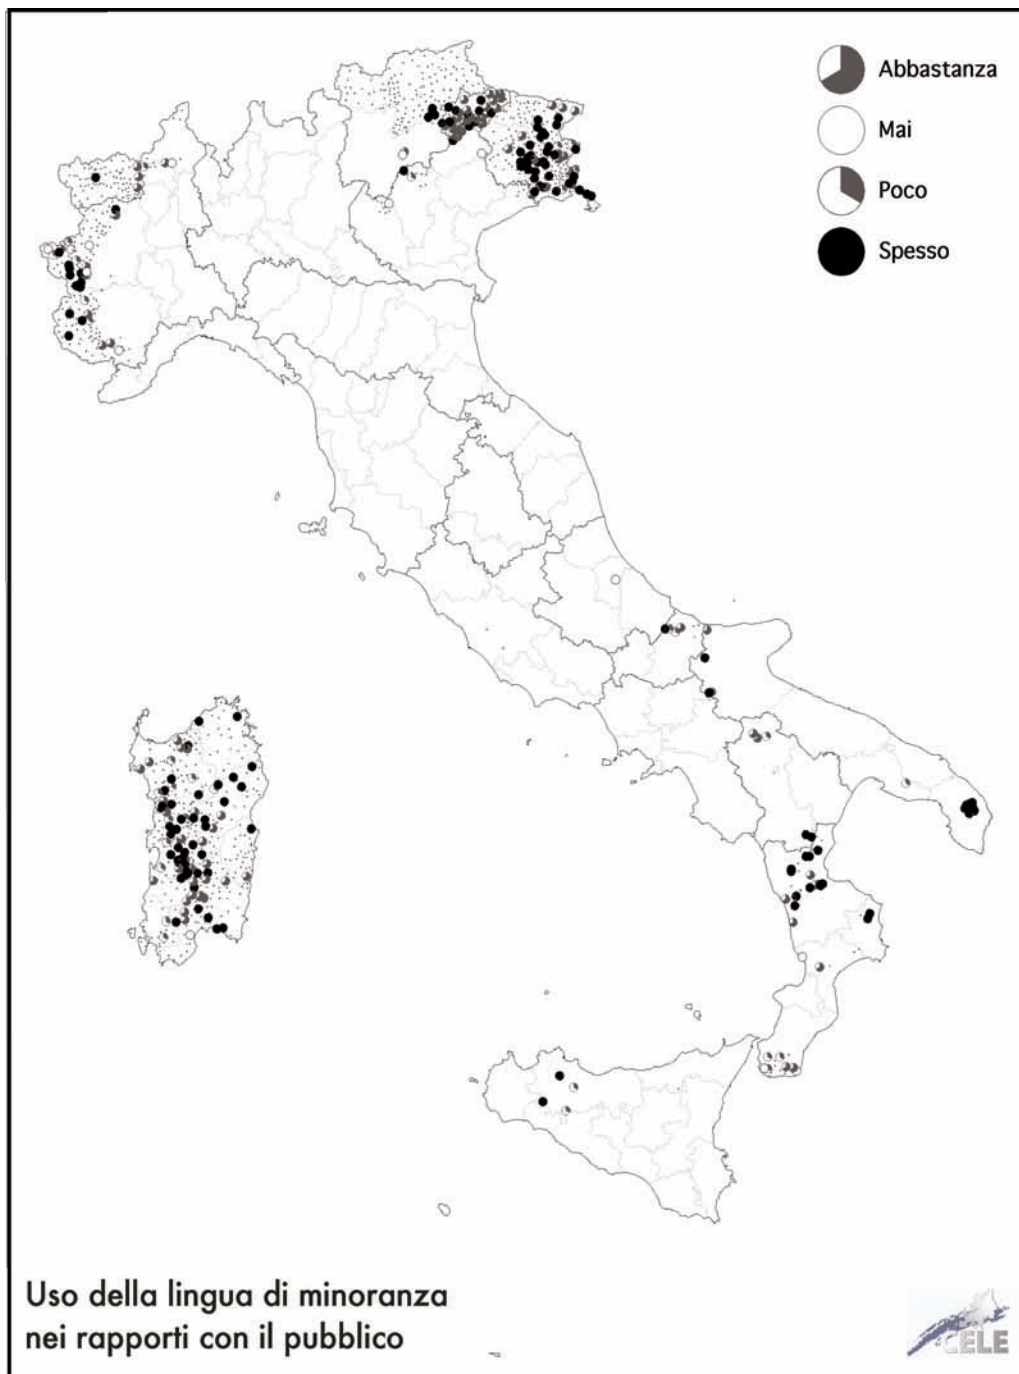 Abbastanza
Mai
Poco
Spesso
Uso della lingua di minoranza
nei rapporti con il pubblico
CELE